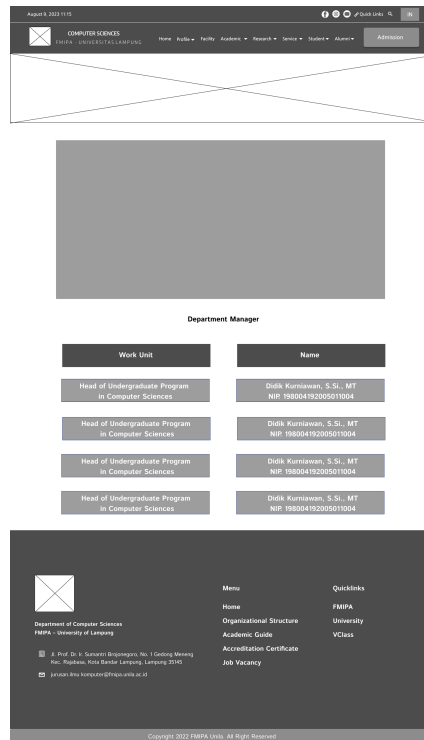 August 9, 2023 11:15
Quick Links
IN
COMPUTER SCIENCES
FMIPA - UNIVERSITAS LAMPUNG
Home Profile Facility Academic Research Service Student Alumni
Admission
Department Manager
Work Unit Name
Head of Undergraduate Program
in Computer Sciences
Didik Kurniawan, S.Si., MT
NIP. 198004192005011004
Head of Undergraduate Program
in Computer Sciences
Didik Kurniawan, S.Si., MT
NIP. 198004192005011004
Head of Undergraduate Program
in Computer Sciences
Didik Kurniawan, S.Si., MT
NIP. 198004192005011004
Head of Undergraduate Program
in Computer Sciences
Didik Kurniawan, S.Si., MT
NIP. 198004192005011004
Department of Computer Sciences
FMIPA – University of Lampung
Jl. Prof. Dr. Ir. Sumantri Brojonegoro, No. 1 Gedong Meneng
Kec. Rajabasa, Kota Bandar Lampung, Lampung 35145
jurusan.ilmu komputer@fmipa.unila.ac.id
Menu
Home
Organizational Structure
Academic Guide
Accreditation Certificate
Job Vacancy
Quicklinks
FMIPA
University
VClass
Copyright 2022 FMIPA Unila. All Right Reserved